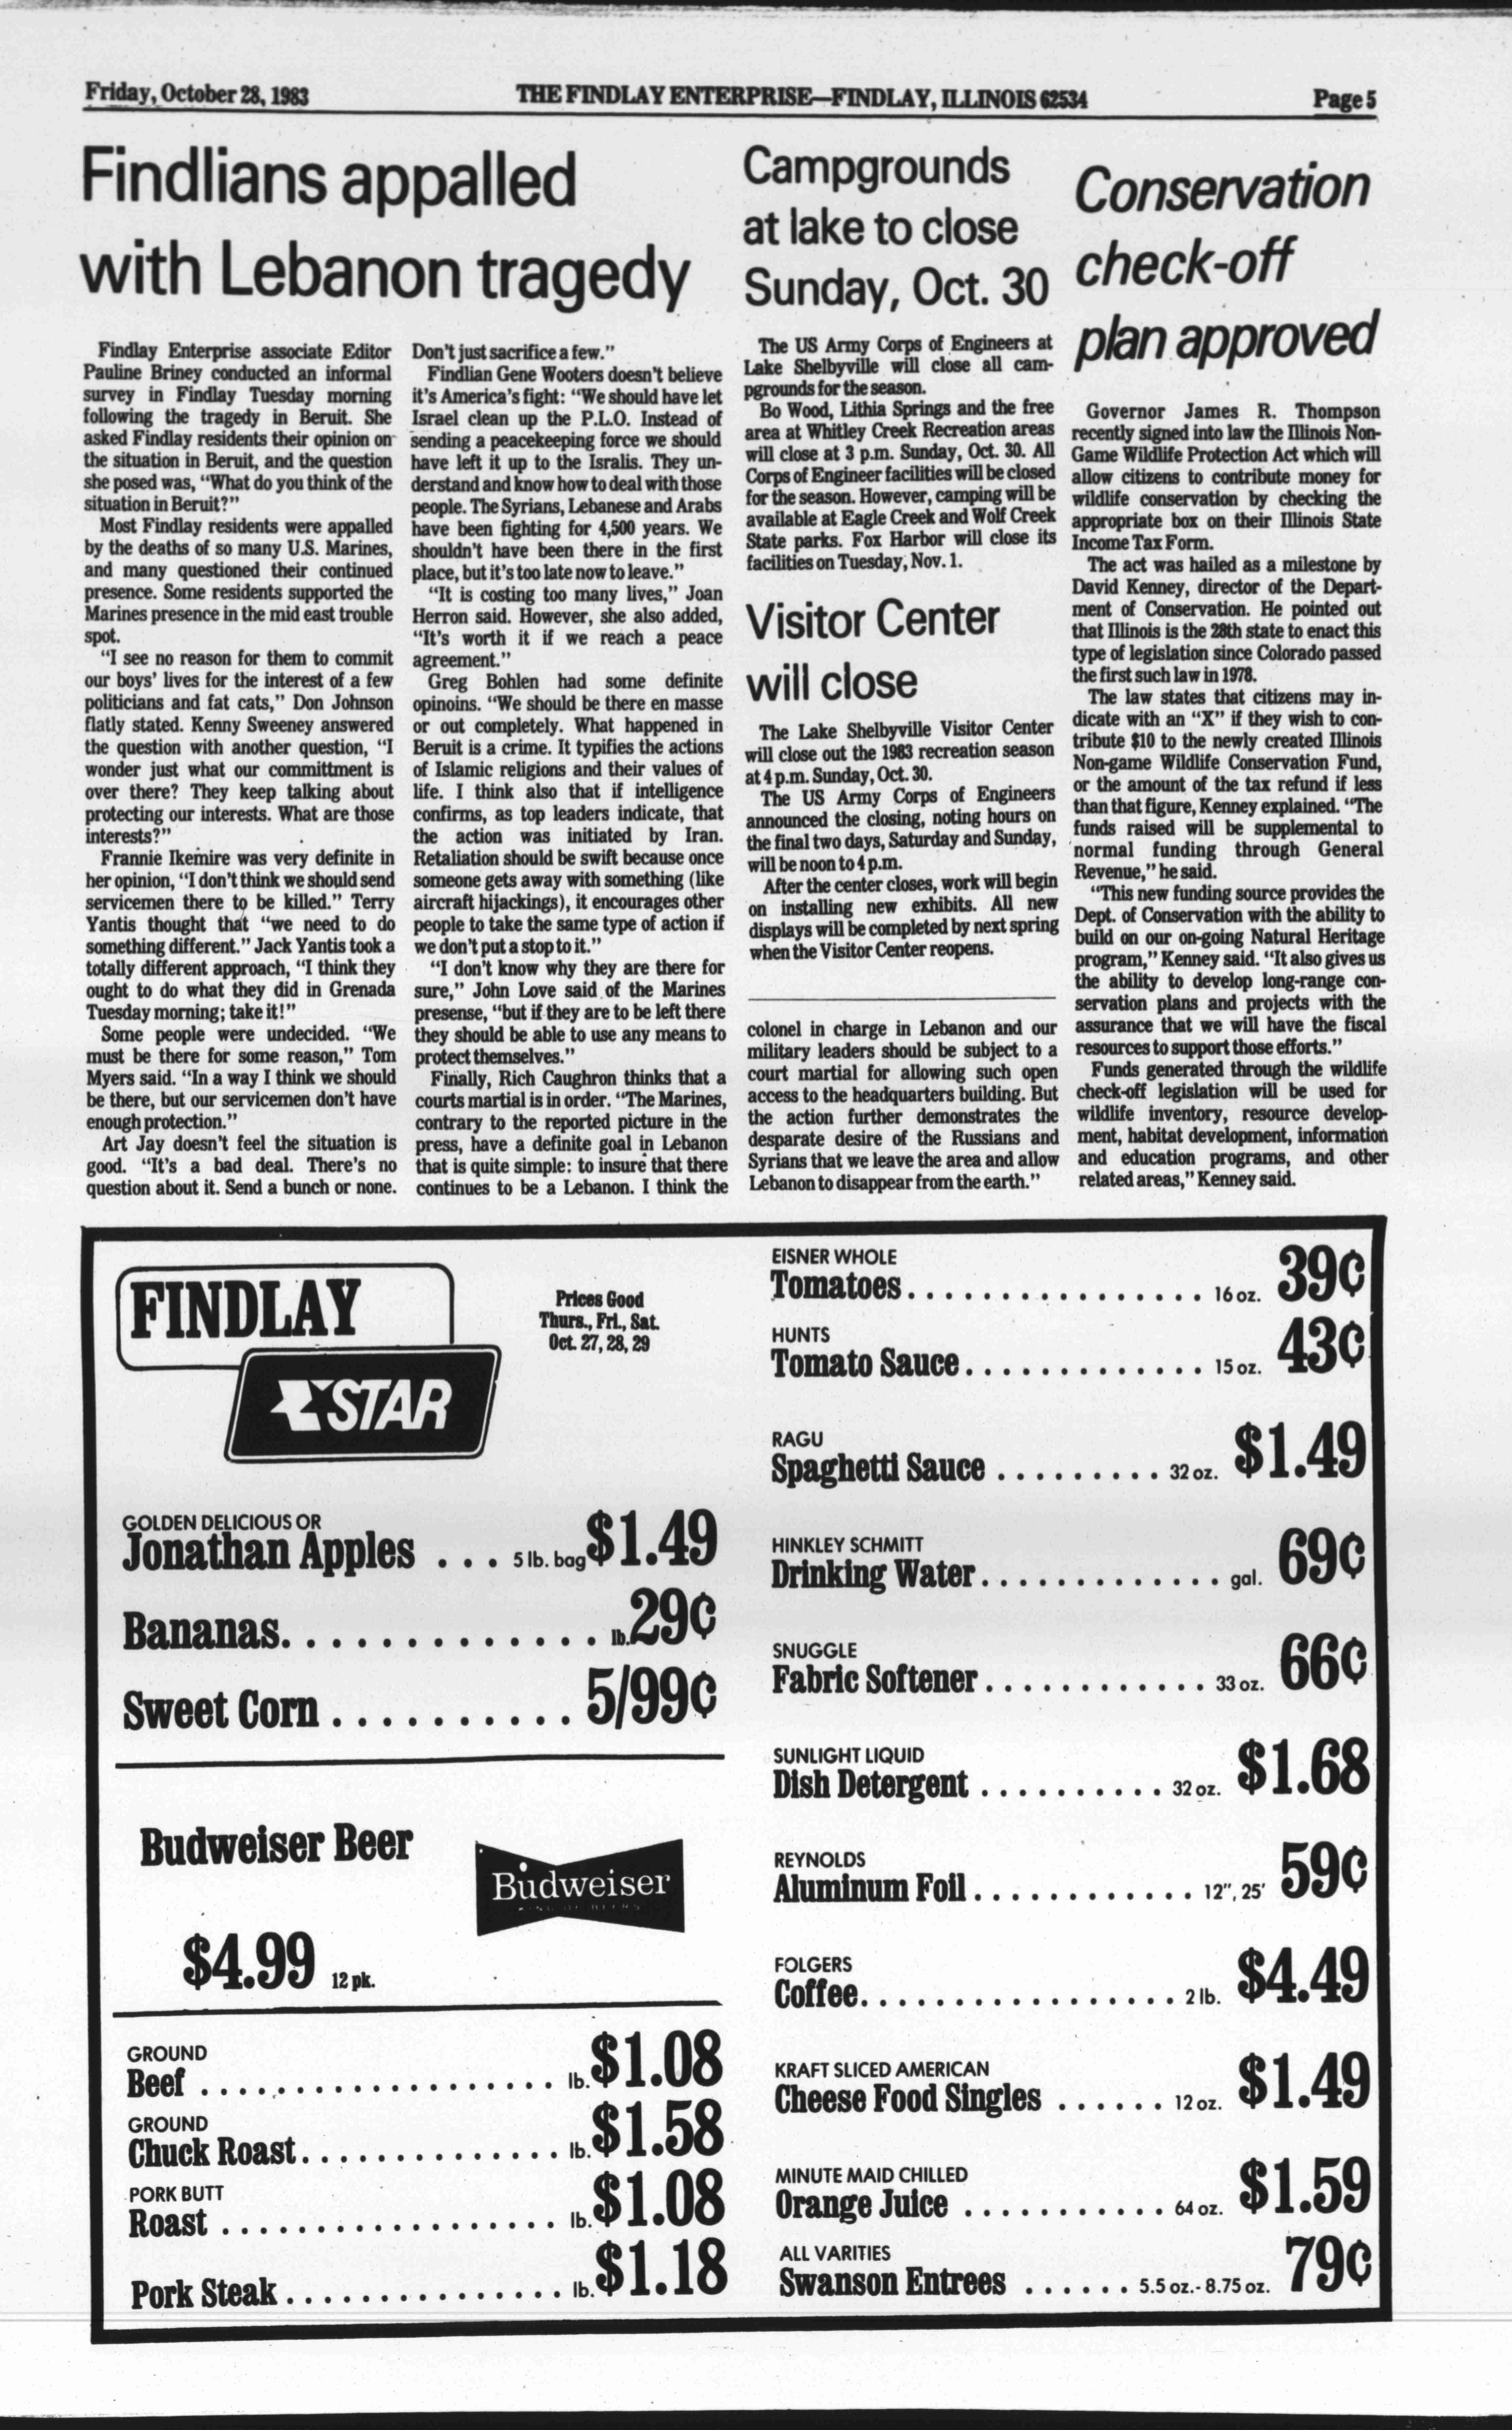 Friday, October 28, 1983
THE FINDLAY ENTERPRISE—FINDLAY, ILLINOIS 62534
Page 5
Findlians appalled
with Lebanon tragedy
Findlay Enterprise associate Editor
Pauline Briney conducted an informal
survey in Findlay Tuesday morning
following the tragedy in Beruit. She
asked Findlay residents their opinion on
the situation in Beruit, and the question
she posed was, "What do you think of the
situation in Beruit?"
Most Findlay residents were appalled
by the deaths of so many U.S. Marines,
and many questioned their continued
presence. Some residents supported the
Marines presence in the mid east trouble
spot.
"I see no reason for them to commit
our boys' lives for the interest of a few
politicians and fat cats," Don Johnson
flatly stated. Kenny Sweeney answered
the question with another question, "I
wonder just what our committment is
over there? They keep talking about
protecting our interests. What are those
interests?"
Frannie Ikemire was very definite in
her opinion, "I don't think we should send
servicemen there to be killed." Terry
Yantis thought that "we need to do
something different." Jack Yantis took a
totally different approach, "I think they
ought to do what they did in Grenada
Tuesday morning; take it!"
Some people were undecided. "We
must be there for some reason," Tom
Myers said. "In a way I think we should
be there, but our servicemen don't have
enough protection."
Art Jay doesn't feel the situation is
good. "It's a bad deal. There's no
question about it. Send a bunch or none.
Don't just sacrifice a few."
Findlian Gene Wooters doesn't believe
it's America's fight: "We should have let
Israel clean up the P.L.O. Instead of
sending a peacekeeping force we should
have left it up to the Isralis. They un-
derstand and know how to deal with those
people. The Syrians, Lebanese and Arabs
have been fighting for 4,500 years. We
shouldn't have been there in the first
place, but it's too late now to leave."
"It is costing too many lives," Joan
Herron said. However, she also added,
"It's worth it if we reach a peace
agreement."
Greg Bohlen had some definite
opinoins. "We should be there en masse
or out completely. What happened in
Beruit is a crime. It typifies the actions
of Islamic religions and their values of
life. I think also that if intelligence
confirms, as top leaders indicate, that
the action was initiated by Iran.
Retaliation should be swift because once
someone gets away with something (like
aircraft hijackings), it encourages other
people to take the same type of action if
we don't put a stop to it."
"I don't know why they are there for
sure," John Love said of the Marines
presense, "but if they are to be left there
they should be able to use any means to
protect themselves."
Finally, Rich Caughron thinks that a
courts martial is in order. "The Marines,
contrary to the reported picture in the
press, have a definite goal in Lebanon
that is quite simple: to insure that there
continues to be a Lebanon. I think the
colonel in charge in Lebanon and our
military leaders should be subject to a
court martial for allowing such open
access to the headquarters building. But
the action further demonstrates the
desparate desire of the Russians and
Syrians that we leave the area and allow
Lebanon to disappear from the earth."
Campgrounds
at lake to close
Sunday, Oct. 30
The US Army Corps of Engineers at
Lake Shelbyville will close all cam-
pgrounds for the season.
Bo Wood, Lithia Springs and the free
area at Whitley Creek Recreation areas
will close at 3 p.m. Sunday, Oct. 30. All
Corps of Engineer facilities will be closed
for the season. However, camping will be
available at Eagle Creek and Wolf Creek
State parks. Fox Harbor will close its
facilities on Tuesday, Nov. 1.
Visitor Center
will close
The Lake Shelbyville Visitor Center
will close out the 1983 recreation season
at 4 p.m. Sunday, Oct. 30.
The US Army Corps of Engineers
announced the closing, noting hours on
the final two days, Saturday and Sunday,
will be noon to 4 p.m.
After the center closes, work will begin
on installing new exhibits. All new
displays will be completed by next spring
when the Visitor Center reopens.
Conservation
check-off
plan approved
Governor James R. Thompson
recently signed into law the Illinois Non-
Game Wildlife Protection Act which will
allow citizens to contribute money for
wildlife conservation by checking the
appropriate box on their Illinois State
Income Tax Form.
The act was hailed as a milestone by
David Kenney, director of the Depart-
ment of Conservation. He pointed out
that Illinois is the 28th state to enact this
type of legislation since Colorado passed
the first such law in 1978.
The law states that citizens may in-
dicate with an "X" if they wish to con-
tribute $10 to the newly created Illinois
Non-game Wildlife Conservation Fund,
or the amount of the tax refund if less
than that figure, Kenney explained. "The
funds raised will be supplemental to
normal funding through General
Revenue," he said.
"This new funding source provides the
Dept. of Conservation with the ability to
build on our on-going Natural Heritage
program," Kenney said. "It also gives us
the ability to develop long-range con-
servation plans and projects with the
assurance that we will have the fiscal
resources to support those efforts."
Funds generated through the wildlife
check-off legislation will be used for
wildlife inventory, resource develop-
ment, habitat development, information
and education programs, and other
related areas," Kenney said.
FINDLAY
STAR
Prices Good
Thurs., Fri., Sat.
Oct. 27, 28, 29
GOLDEN DELICIOUS OR
Jonathan Apples . . . 5 lb. bag $1.49
Bananas. . . . . . . . . . . . . . lb. 29¢
Sweet Corn . . . . . . . . . . 5/99¢
Budweiser Beer
Budweiser
KING OF BEERS
$4.99 12 pk.
GROUND
Beef . . . . . . . . . . . . . . . . . . . lb. $1.08
GROUND
Chuck Roast. . . . . . . . . . . . . . lb. $1.58
PORK BUTT
Roast . . . . . . . . . . . . . . . . . . lb. $1.08
Pork Steak . . . . . . . . . . . . . . . lb. $1.18
EISNER WHOLE
Tomatoes. . . . . . . . . . . . . . . . 16 oz. 39¢
HUNTS
Tomato Sauce. . . . . . . . . . . . . 15 oz. 43¢
RAGU
Spaghetti Sauce . . . . . . . . . 32 oz. $1.49
HINKLEY SCHMITT
Drinking Water. . . . . . . . . . . . . gal. 69¢
SNUGGLE
Fabric Softener . . . . . . . . . . . . 33 oz. 66¢
SUNLIGHT LIQUID
Dish Detergent . . . . . . . . . . 32 oz. $1.68
REYNOLDS
Aluminum Foil . . . . . . . . . . . . 12", 25' 59¢
FOLGERS
Coffee. . . . . . . . . . . . . . . . . 2 lb. $4.49
KRAFT SLICED AMERICAN
Cheese Food Singles . . . . . . 12 oz. $1.49
MINUTE MAID CHILLED
Orange Juice . . . . . . . . . . . 64 oz. $1.59
ALL VARITIES
Swanson Entrees . . . . . . 5.5 oz.- 8.75 oz. 79¢